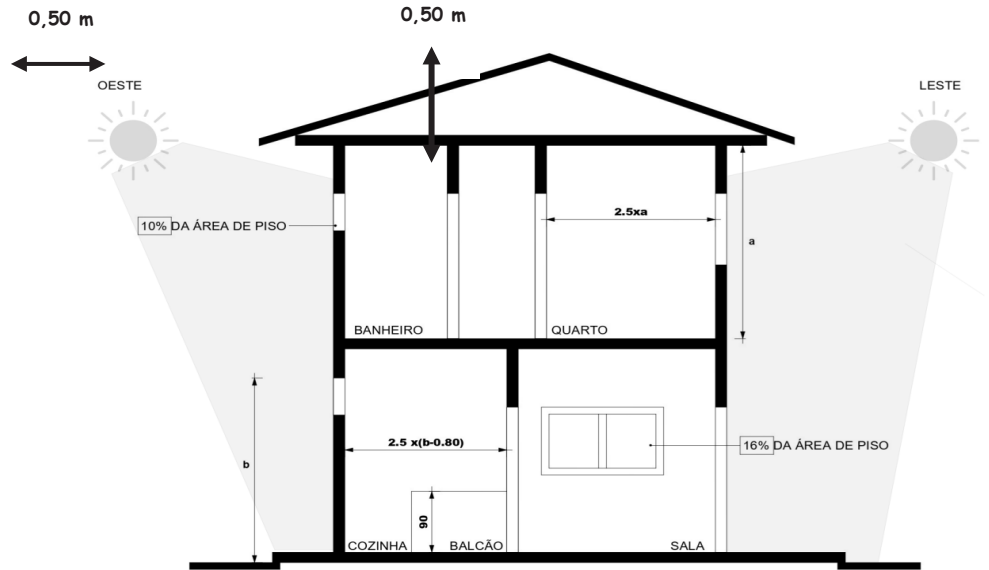 0,50 m
0,50 m
OESTE
LESTE
2.5xa
10% DA ÁREA DE PISO
a
BANHEIRO
QUARTO
2.5 x(b-0.80)
16% DA ÁREA DE PISO
b
90
COZINHA
BALCÃO
SALA